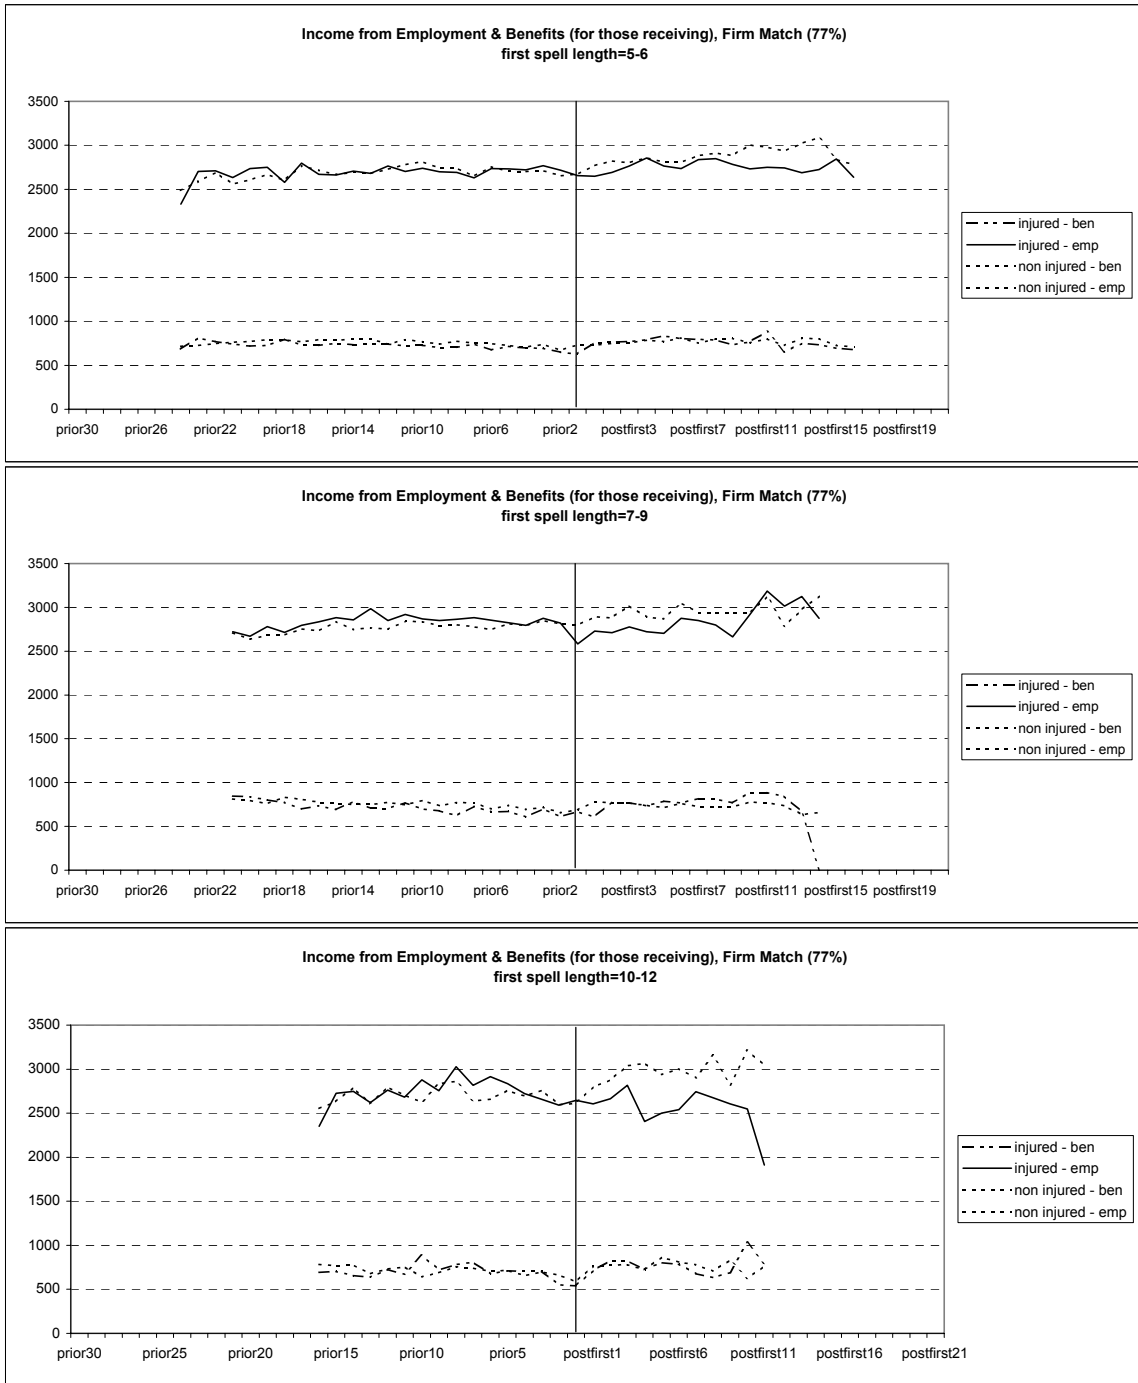 Income from Employment & Benefits (for those receiving), Firm Match (77%)
first spell length=5-6
3500
3000
2500
2000
1500
1000
500
0
prior30 prior26 prior22 prior18 prior14 prior10 prior6 prior2 postfirst3 postfirst7 postfirst11 postfirst15 postfirst19
injured - ben
injured - emp
non injured - ben
non injured - emp
Income from Employment & Benefits (for those receiving), Firm Match (77%)
first spell length=7-9
3500
3000
2500
2000
1500
1000
500
0
prior30 prior26 prior22 prior18 prior14 prior10 prior6 prior2 postfirst3 postfirst7 postfirst11 postfirst15 postfirst19
injured - ben
injured - emp
non injured - ben
non injured - emp
Income from Employment & Benefits (for those receiving), Firm Match (77%)
first spell length=10-12
3500
3000
2500
2000
1500
1000
500
0
prior30 prior25 prior20 prior15 prior10 prior5 postfirst1 postfirst6 postfirst11 postfirst16 postfirst21
injured - ben
injured - emp
non injured - ben
non injured - emp